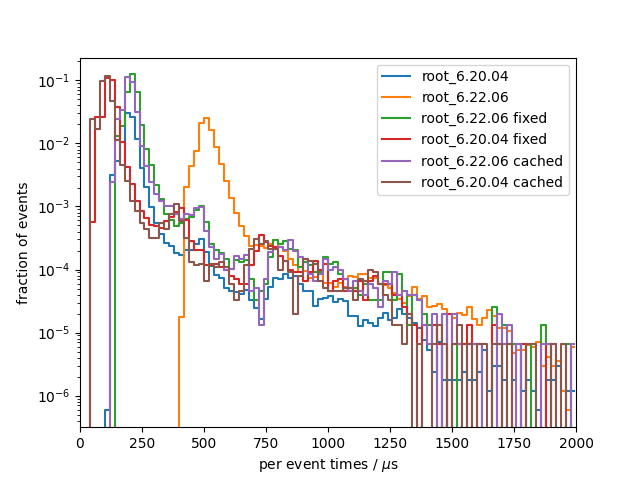 root_6.20.04
root_6.22.06
root_6.22.06 fixed
root_6.20.04 fixed
root_6.22.06 cached
root_6.20.04 cached
fraction of events
10⁻¹
10⁻²
10⁻³
10⁻⁴
10⁻⁵
10⁻⁶
0 250 500 750 1000 1250 1500 1750 2000
per event times / μs